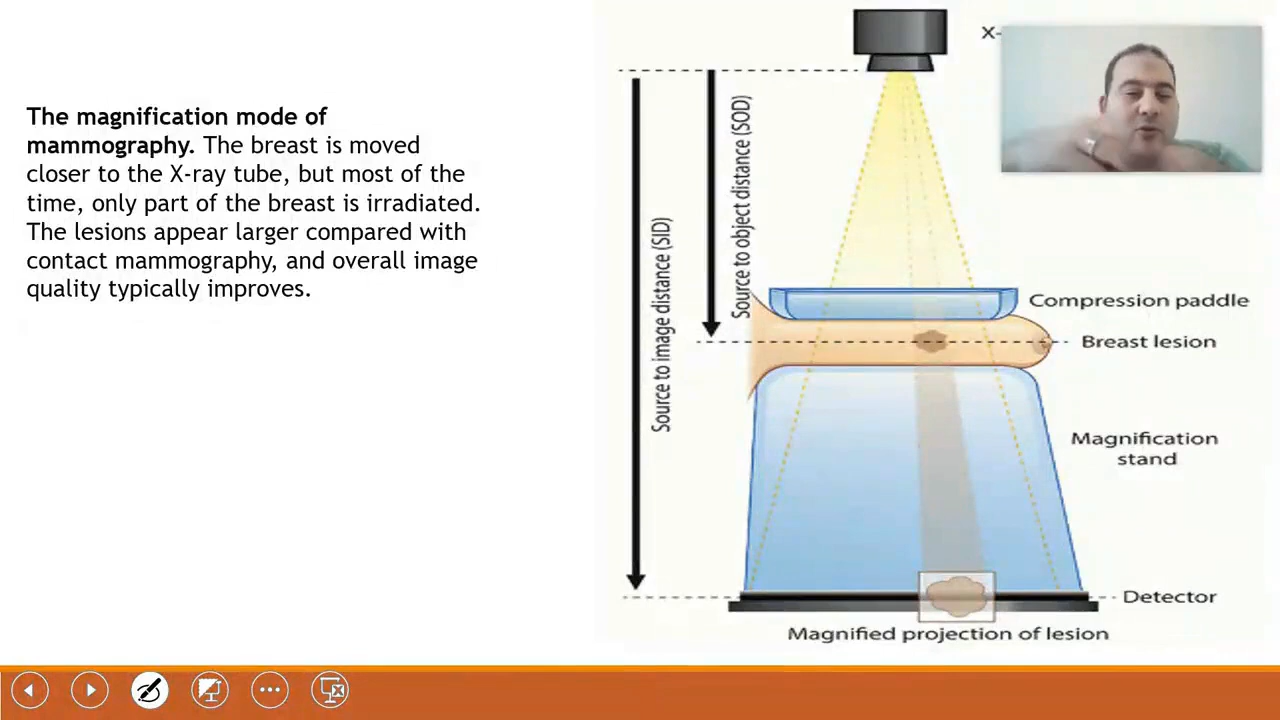 The magnification mode of
mammography. The breast is moved
closer to the X-ray tube, but most of the
time, only part of the breast is irradiated.
The lesions appear larger compared with
contact mammography, and overall image
quality typically improves.
X-
Source to object distance (SOD)
Source to image distance (SID)
Compression paddle
Breast lesion
Magnification
stand
Detector
Magnified projection of lesion